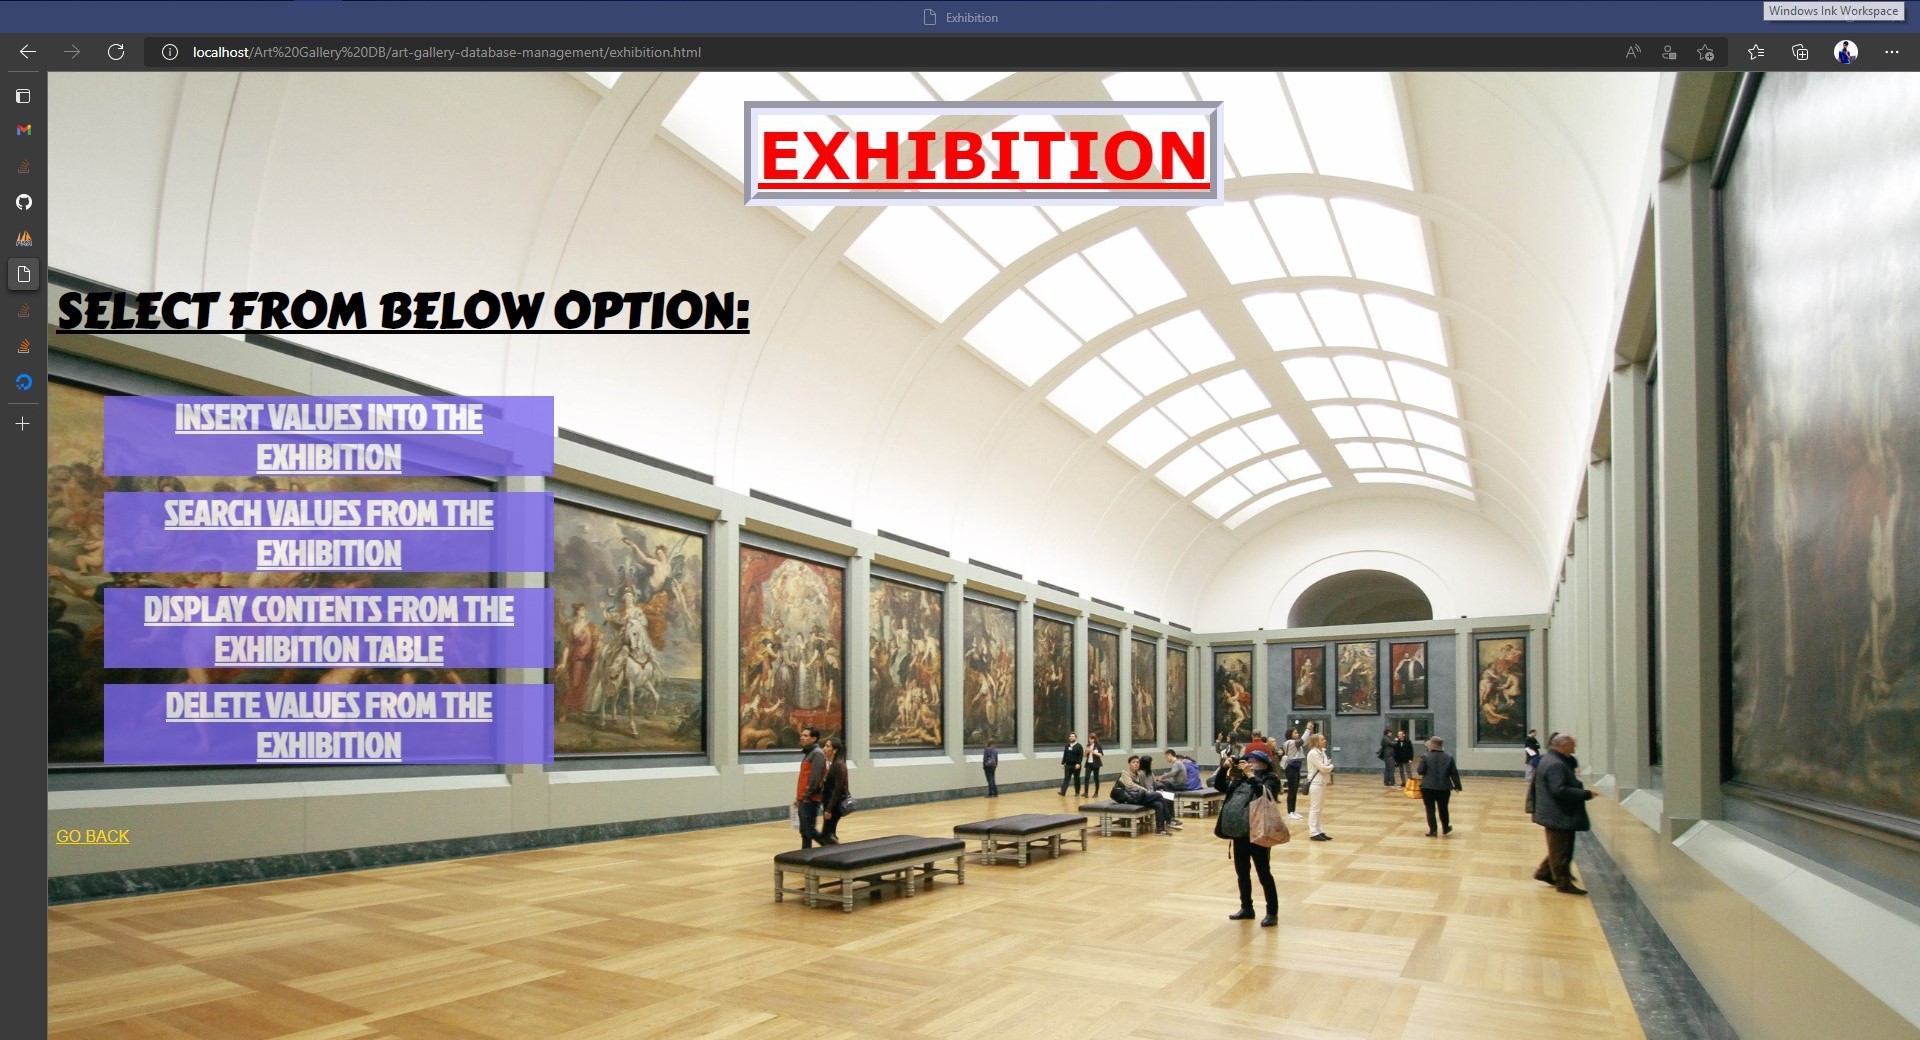 Exhibition
Windows Ink Workspace
localhost/Art%20Gallery%20DB/art-gallery-database-management/exhibition.html
EXHIBITION
SELECT FROM BELOW OPTION:
INSERT VALUES INTO THE
EXHIBITION
SEARCH VALUES FROM THE
EXHIBITION
DISPLAY CONTENTS FROM THE
EXHIBITION TABLE
DELETE VALUES FROM THE
EXHIBITION
GO BACK